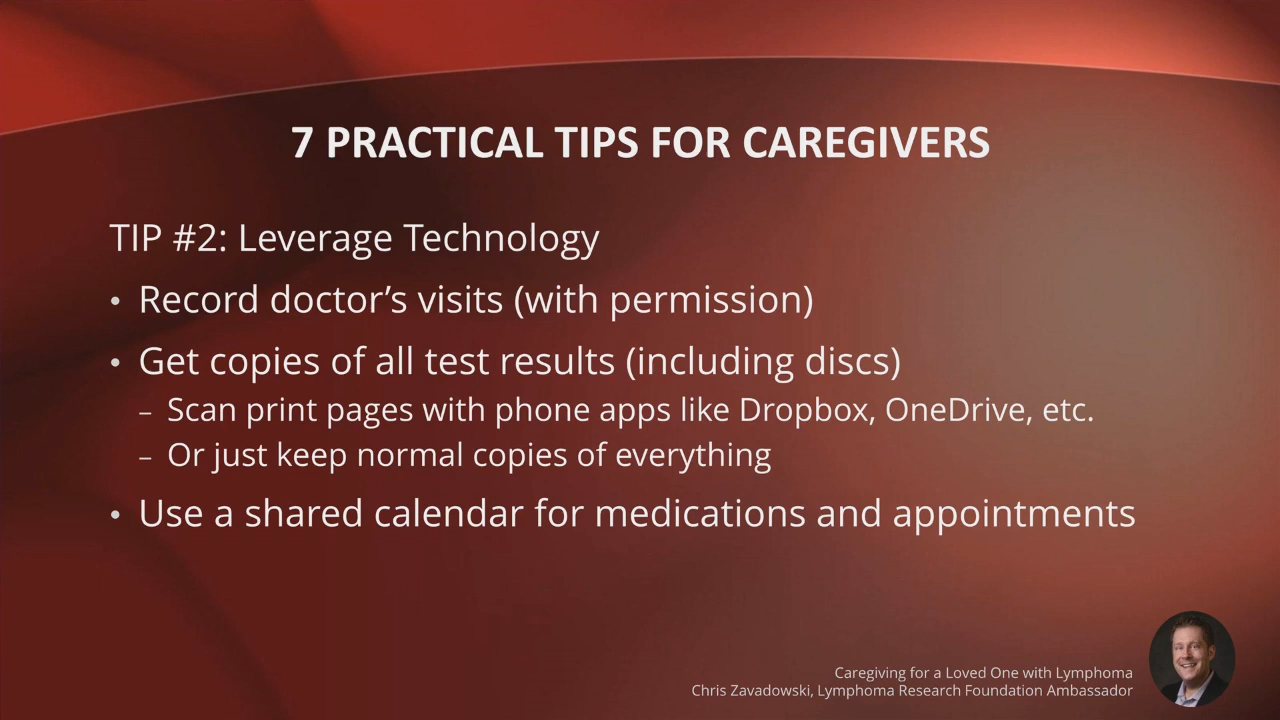 7 PRACTICAL TIPS FOR CAREGIVERS
TIP #2: Leverage Technology
• Record doctor’s visits (with permission)
• Get copies of all test results (including discs)
– Scan print pages with phone apps like Dropbox, OneDrive, etc.
– Or just keep normal copies of everything
• Use a shared calendar for medications and appointments
Caregiving for a Loved One with Lymphoma
Chris Zavadowski, Lymphoma Research Foundation Ambassador